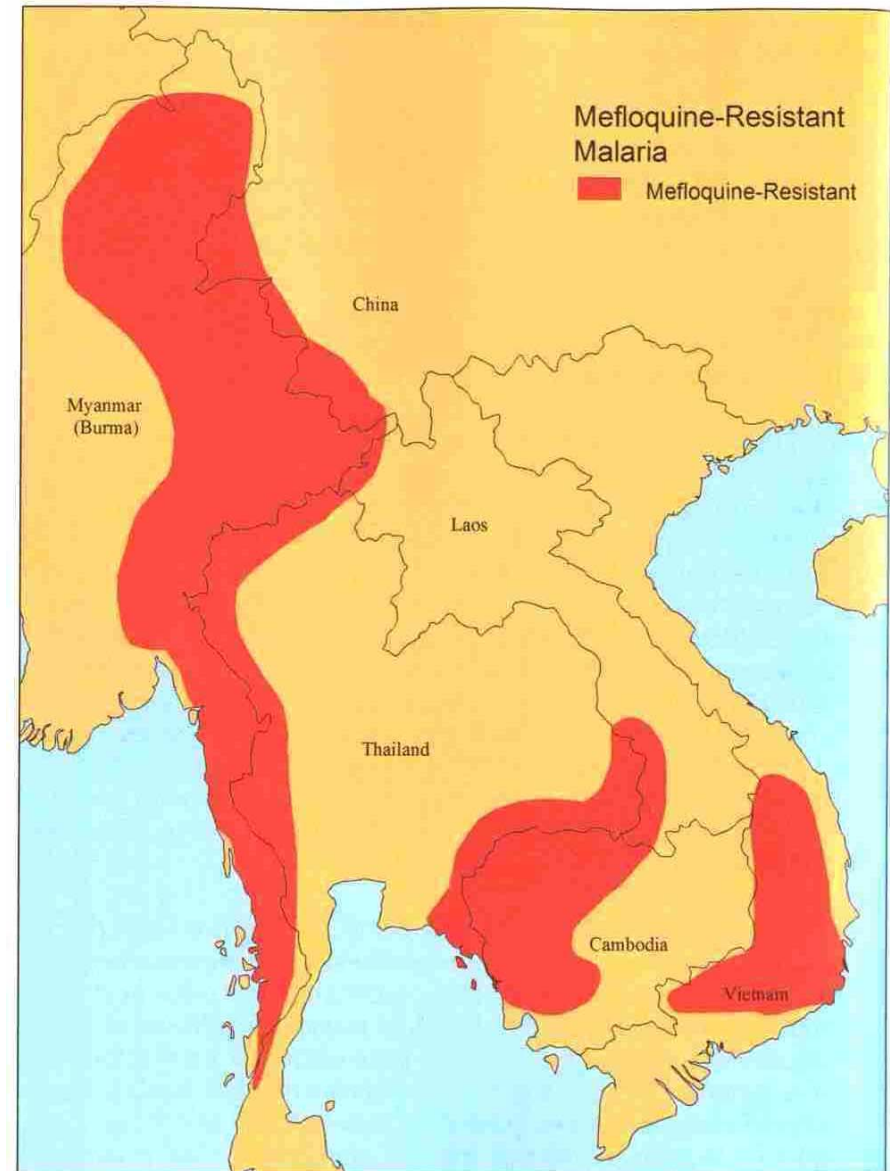 Mefloquine-Resistant
Malaria
Mefloquine-Resistant
China
Myanmar
(Burma)
Laos
Thailand
Cambodia
Vietnam